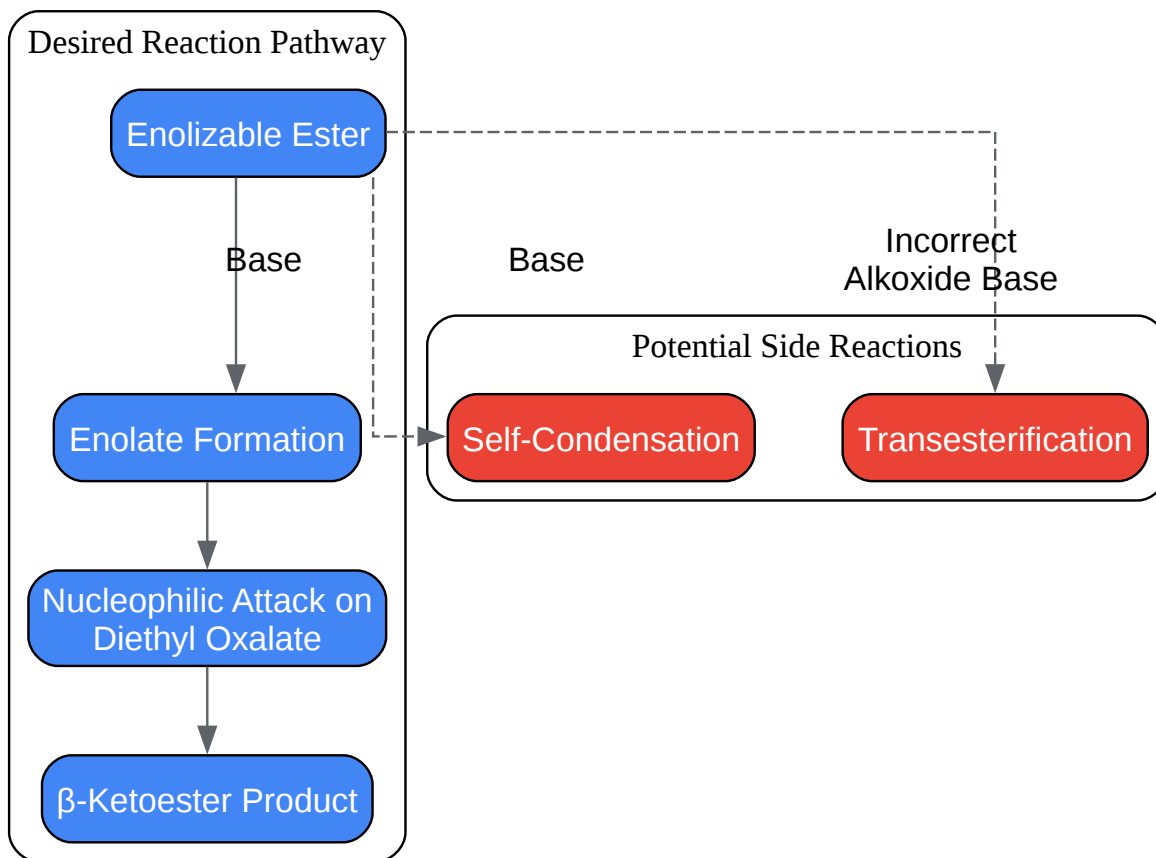 Desired Reaction Pathway
Enolizable Ester
Base
Base
Incorrect
Alkoxide Base
Potential Side Reactions
Enolate Formation
Self-Condensation
Transesterification
Nucleophilic Attack on
Diethyl Oxalate
β-Ketoester Product